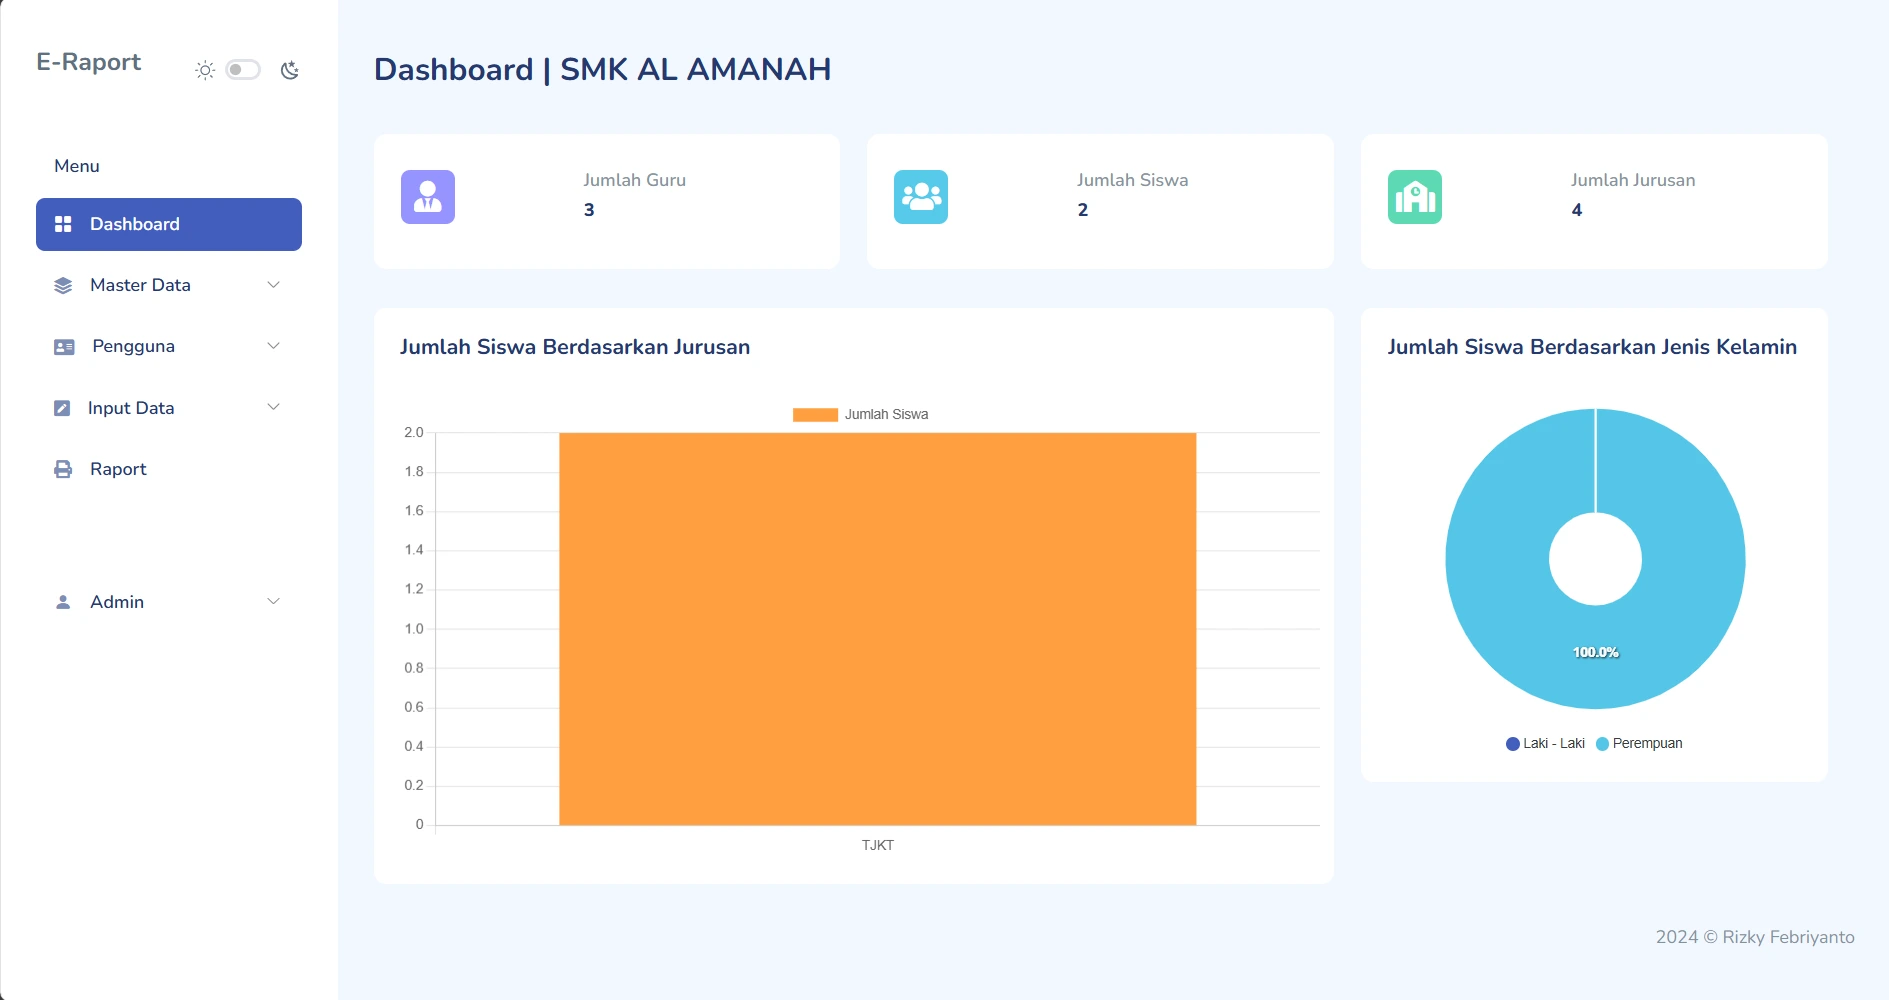 E-Raport
Menu
Dashboard
Master Data
Pengguna
Input Data
Raport
Admin
Dashboard | SMK AL AMANAH
Jumlah Guru
3
Jumlah Siswa
2
Jumlah Jurusan
4
Jumlah Siswa Berdasarkan Jurusan
Jumlah Siswa
2.0
1.8
1.6
1.4
1.2
1.0
0.8
0.6
0.4
0.2
0
TJKT
Jumlah Siswa Berdasarkan Jenis Kelamin
100.0%
Laki - Laki Perempuan
2024 © Rizky Febriyanto